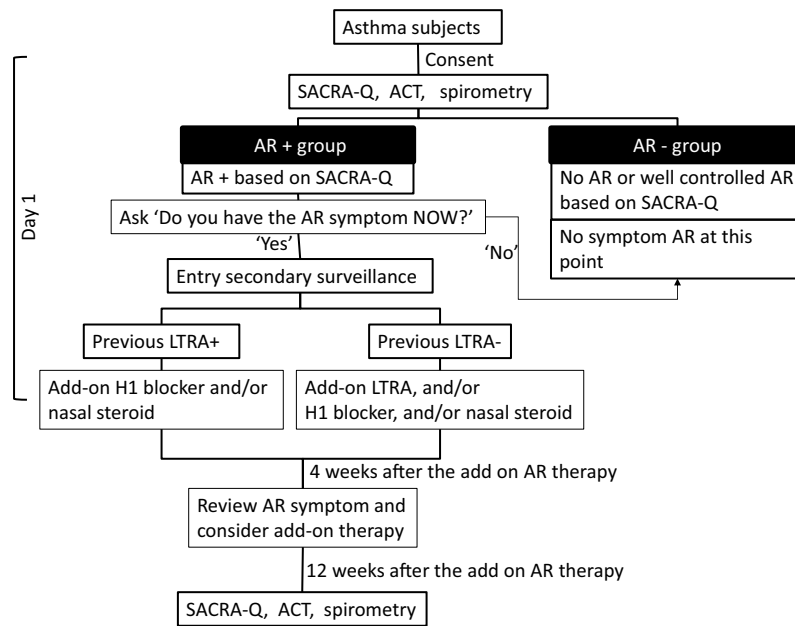 Asthma subjects
Consent
SACRA-Q, ACT, spirometry
AR + group
AR + based on SACRA-Q
AR - group
No AR or well controlled AR
based on SACRA-Q
No symptom AR at this
point
Ask ‘Do you have the AR symptom NOW?’
‘Yes’
‘No’
Day 1
Entry secondary surveillance
Previous LTRA+
Previous LTRA-
Add-on H1 blocker and/or
nasal steroid
Add-on LTRA, and/or
H1 blocker, and/or nasal steroid
4 weeks after the add on AR therapy
Review AR symptom and
consider add-on therapy
12 weeks after the add on AR therapy
SACRA-Q, ACT, spirometry